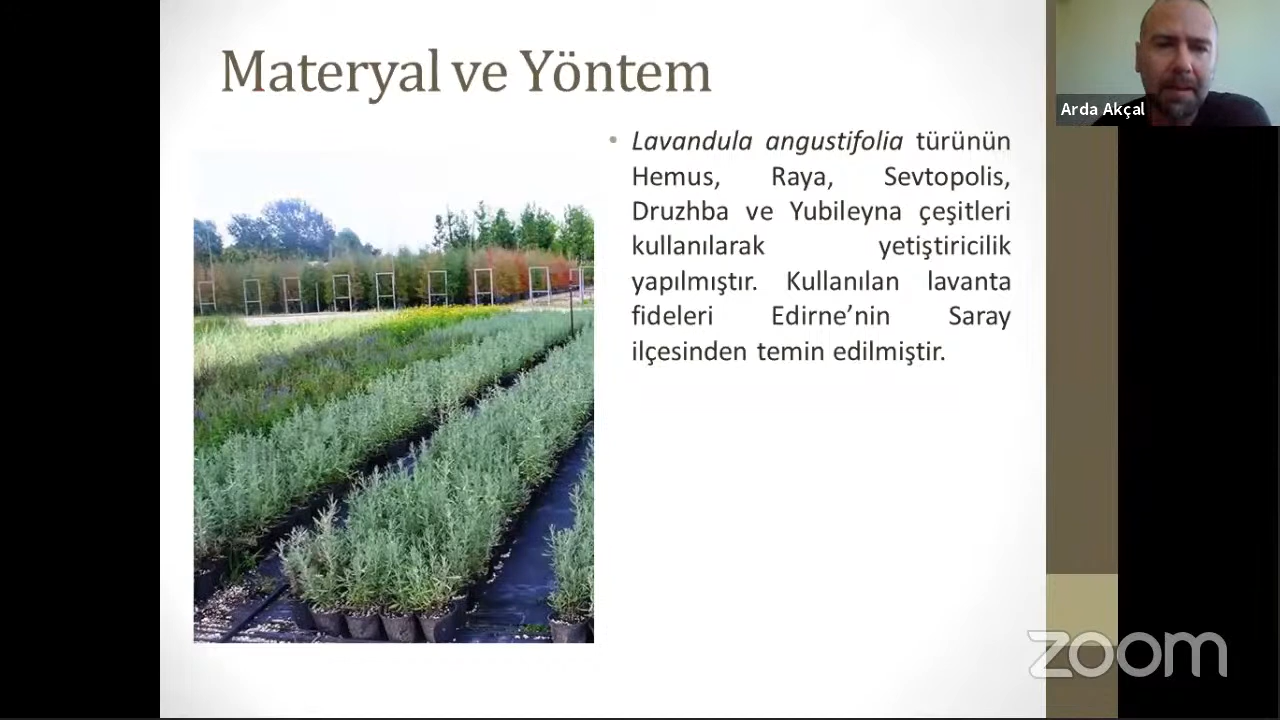 Materyal ve Yöntem
Arda Akçal
• Lavandula angustifolia türünün
Hemus, Raya, Sevtopolis,
Druzhba ve Yubileyna çeşitleri
kullanılarak yetiştiricilik
yapılmıştır. Kullanılan lavanta
fideleri Edirne’nin Saray
ilçesinden temin edilmiştir.
zoom